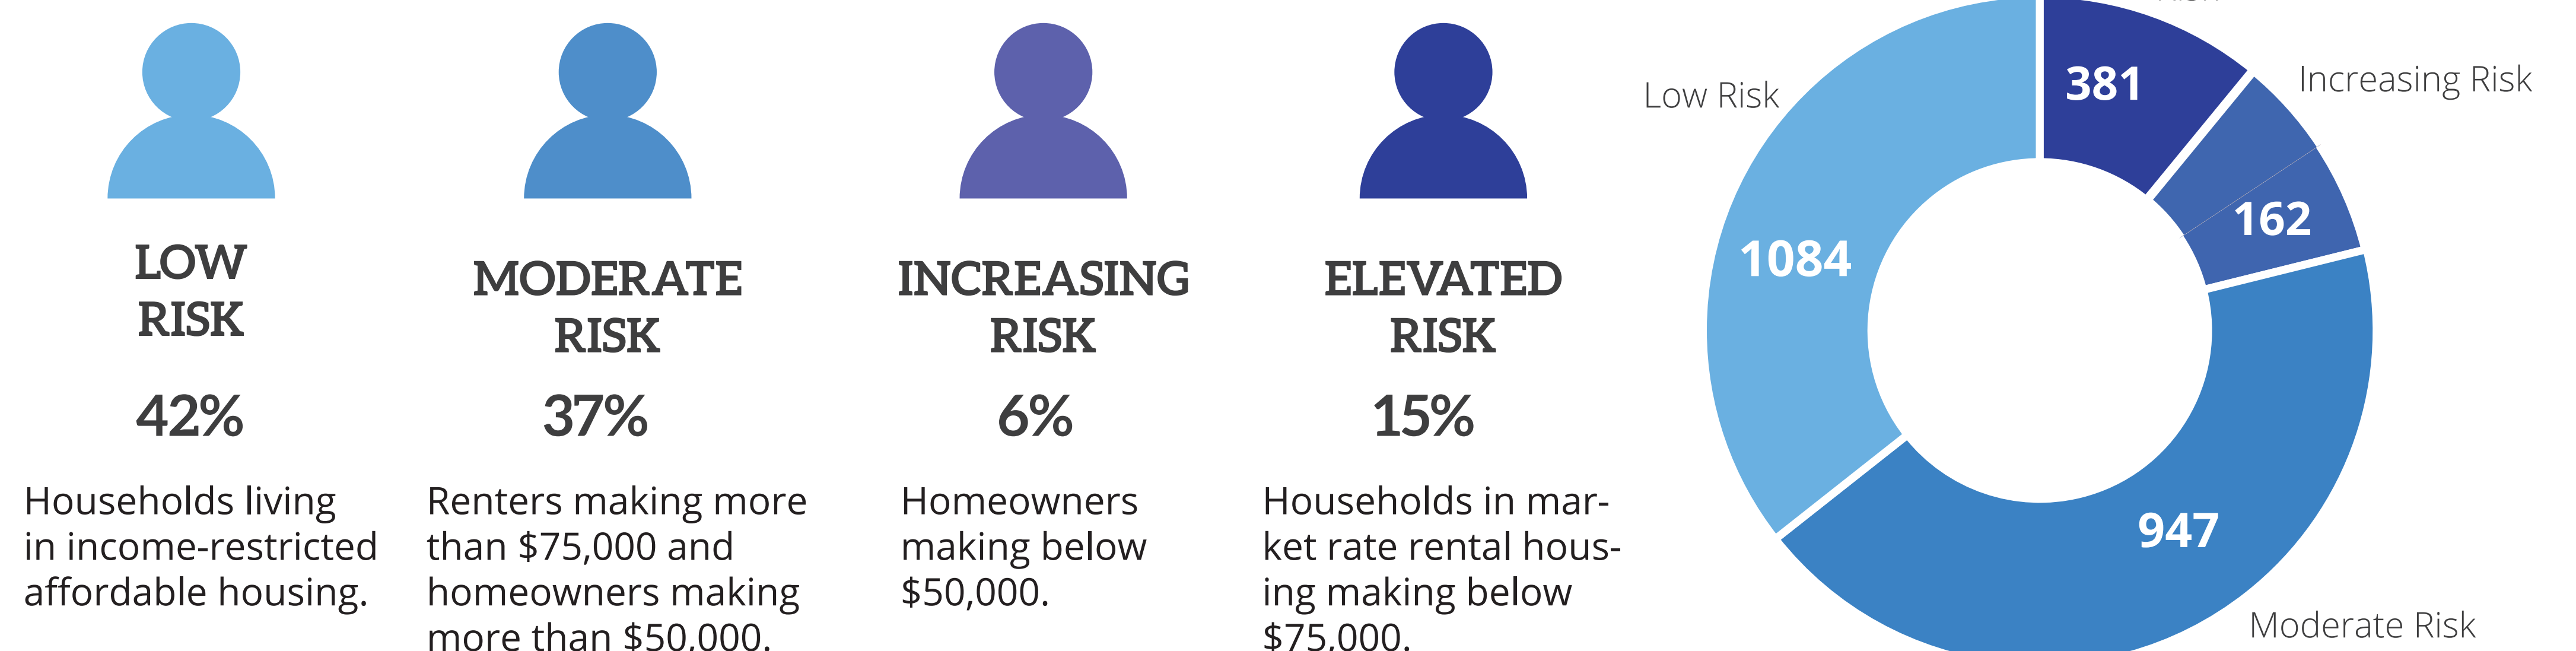 LOW
RISK
42%
Households living
in income-restricted
affordable housing.
MODERATE
RISK
37%
Renters making more
than $75,000 and
homeowners making
more than $50,000.
INCREASING
RISK
6%
Homeowners
making below
$50,000.
ELEVATED
RISK
15%
Households in mar-
ket rate rental hous-
ing making below
$75,000.
Low Risk
381
Increasing Risk
162
1084
947
Moderate Risk